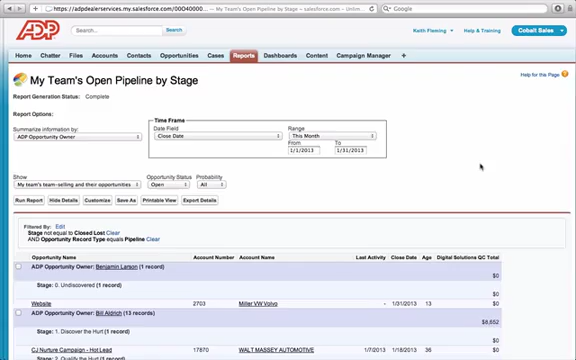 My Team's Open Pipeline by Stage – salesforce.com – Unlim...
https://adpdealerservices.my.salesforce.com/00O40000...
Google
ADP
Search...
Search
Keith Fleming
Help & Training
Cobalt Sales
Home Chatter Files Accounts Contacts Opportunities Cases Reports Dashboards Content Campaign Manager +
My Team's Open Pipeline by Stage
Help for this Page
Report Generation Status: Complete
Report Options:
Summarize information by:
ADP Opportunity Owner
Time Frame
Date Field
Close Date
Range
This Month
From
To
1/1/2013
1/31/2013
Show
My team's team-selling and their opportunities
Opportunity Status
Open
Probability
All
Run Report Hide Details Customize Save As Printable View Export Details
Filtered By: Edit
Stage not equal to Closed Lost Clear
AND Opportunity Record Type equals Pipeline Clear
Opportunity Name Account Number Account Name Last Activity Close Date Age Digital Solutions QC Total
ADP Opportunity Owner: Benjamin Larson (1 record)
$0
Stage: 0. Undiscovered (1 record)
$0
Website 2703 Miller VW Volvo - 1/31/2013 13 $0
ADP Opportunity Owner: Bill Aldrich (13 records)
$8,652
Stage: 1. Discover the Hurt (1 record)
$0
CJ Nurture Campaign - Hot Lead 17870 WALT MASSEY AUTOMOTIVE 1/7/2013 1/18/2013 36 $0
Stage: 2. Qualify the Hurt (1 record)